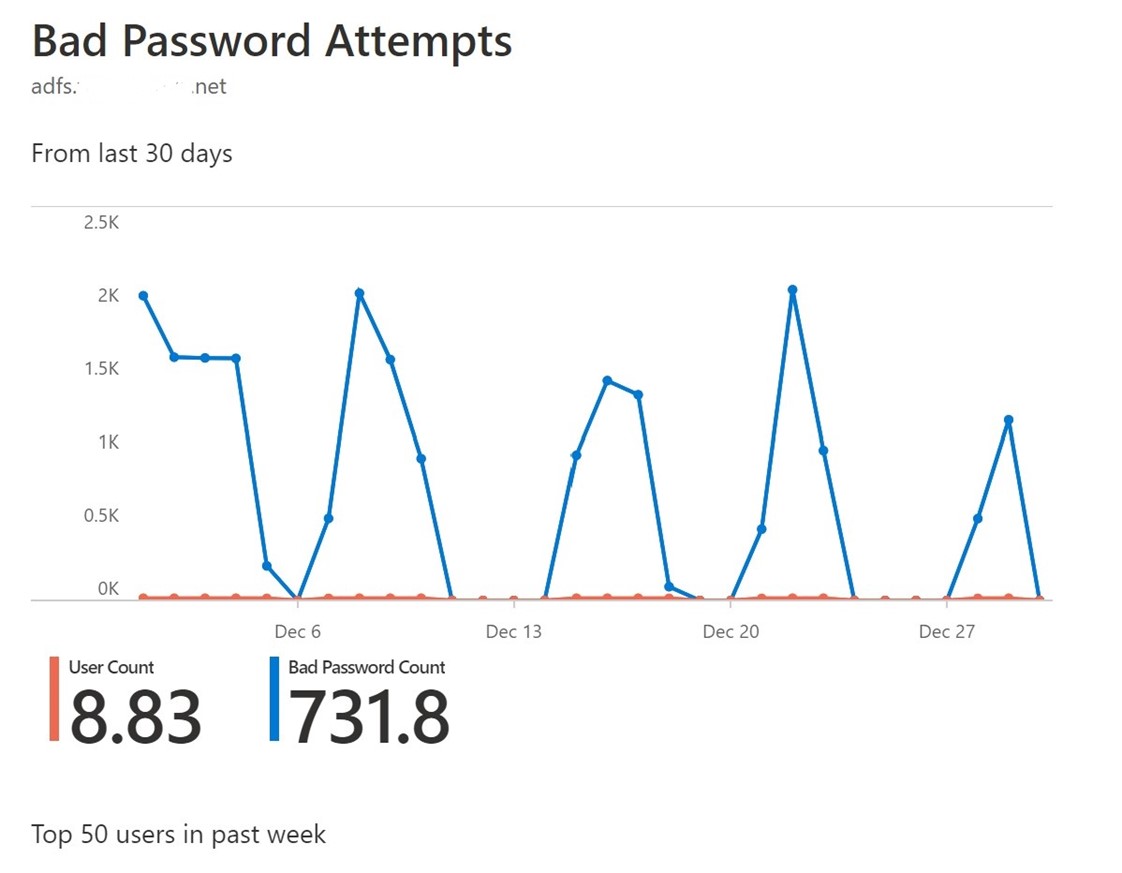 Bad Password Attempts
adfs. .net
From last 30 days
2.5K
2K
1.5K
1K
0.5K
0K
Dec 6 Dec 13 Dec 20 Dec 27
User Count Bad Password Count
8.83 731.8
Top 50 users in past week